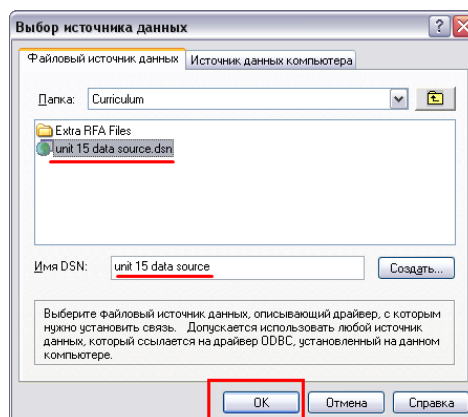 Выбор источника данных
Файловый источник данных Источник данных компьютера
Папка: Curriculum
Extra RFA Files
unit 15 data source.dsn
Имя DSN: unit 15 data source Создать...
Выберите файловый источник данных, описывающий драйвер, с которым
нужно установить связь. Допускается использовать любой источник
данных, который ссылается на драйвер ODBC, установленный на данном
компьютере.
OK Отмена Справка